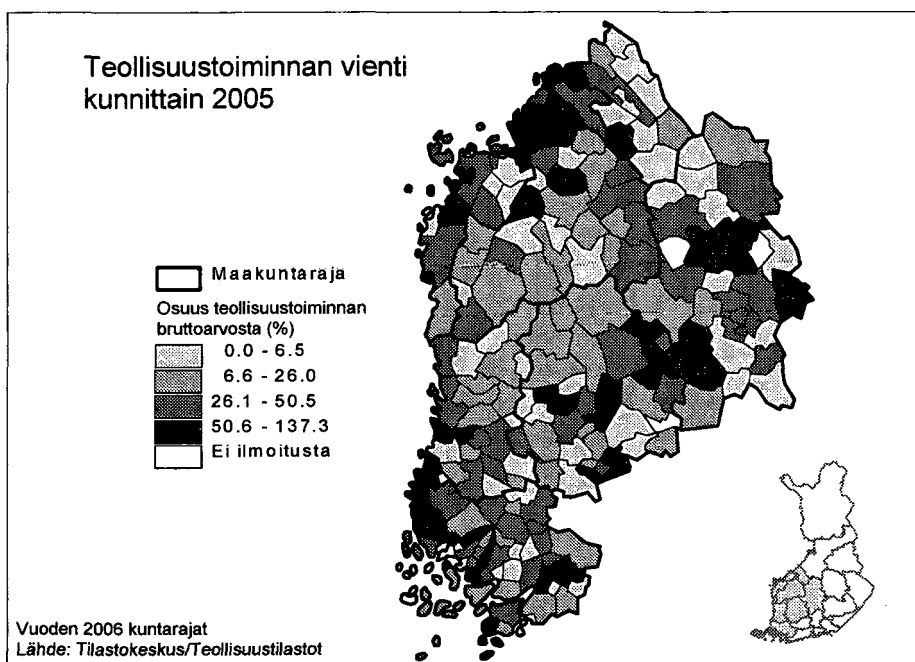 Teollisuustoiminnan vienti
kunnittain 2005
Maakuntaraja
Osuus teollisuustoiminnan
bruttoarvosta (%)
0.0 - 6.5
6.6 - 26.0
26.1 - 50.5
50.6 - 137.3
Ei ilmoitusta
Vuoden 2006 kuntarajat
Lähde: Tilastokeskus/Teollisuustilastot